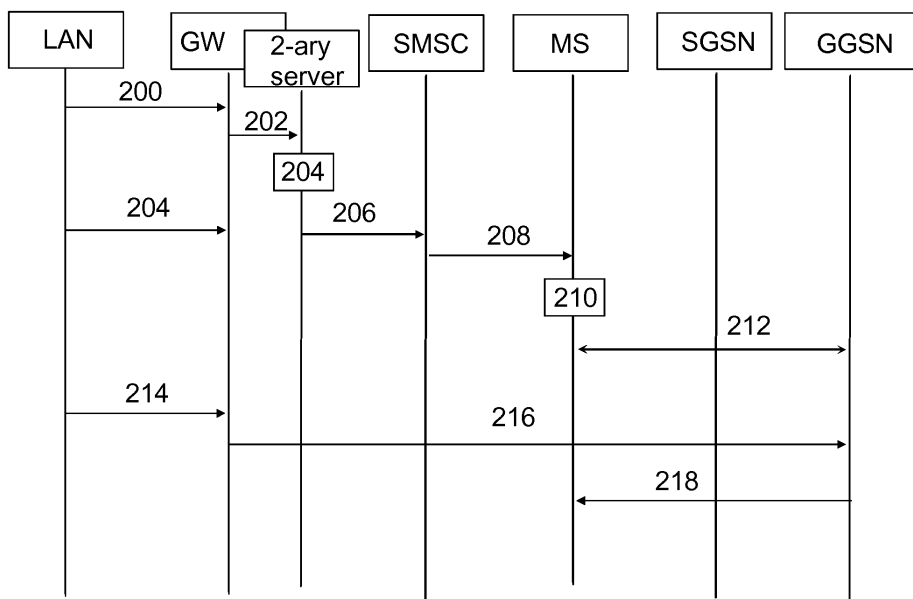 LAN
GW
2-ary
server
SMSC
MS
SGSN
GGSN
200
202
204
204
206
208
210
212
214
216
218